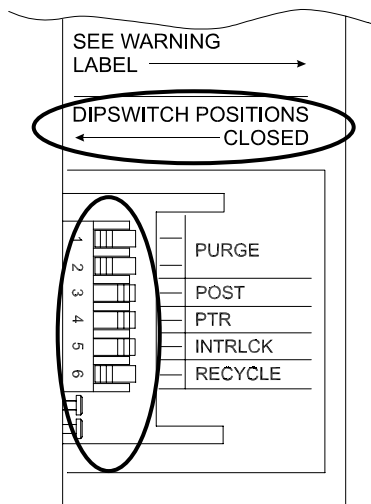 SEE WARNING
LABEL
DIPSWITCH POSITIONS
CLOSED
1
2
3
4
5
6
PURGE
POST
PTR
INTRLCK
RECYCLE